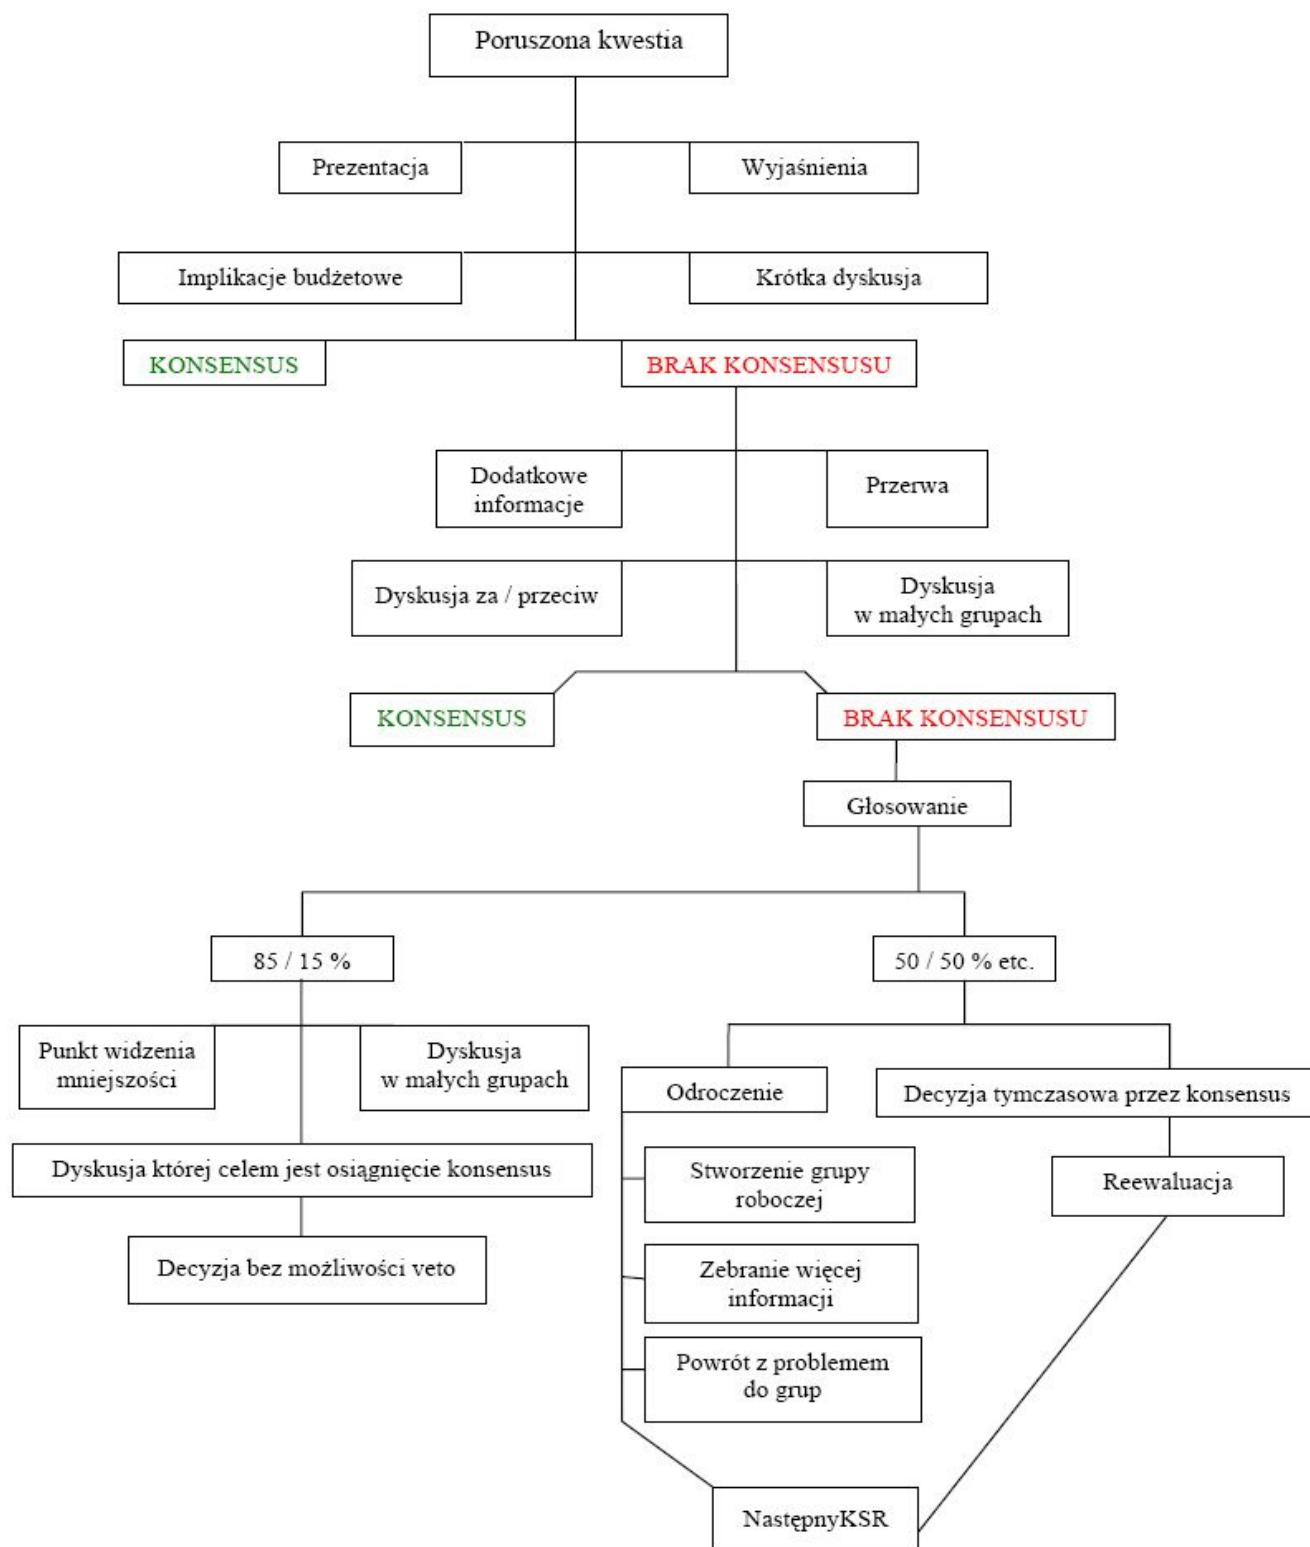 Poruszona kwestia
Prezentacja
Wyjaśnienia
Implikacje budżetowe
Krótka dyskusja
KONSENSUS
BRAK KONSENSUSU
Dodatkowe
informacje
Przerwa
Dyskusja za / przeciw
Dyskusja
w małych grupach
KONSENSUS
BRAK KONSENSUSU
Głosowanie
85 / 15 %
50 / 50 % etc.
Punkt widzenia
mniejszości
Dyskusja
w małych grupach
Odroczenie
Decyzja tymczasowa przez konsensus
Dyskusja której celem jest osiągnięcie konsensus
Stworzenie grupy
roboczej
Reewaluacja
Decyzja bez możliwości veto
Zebranie więcej
informacji
Powrót z problemem
do grup
NastępnyKSR